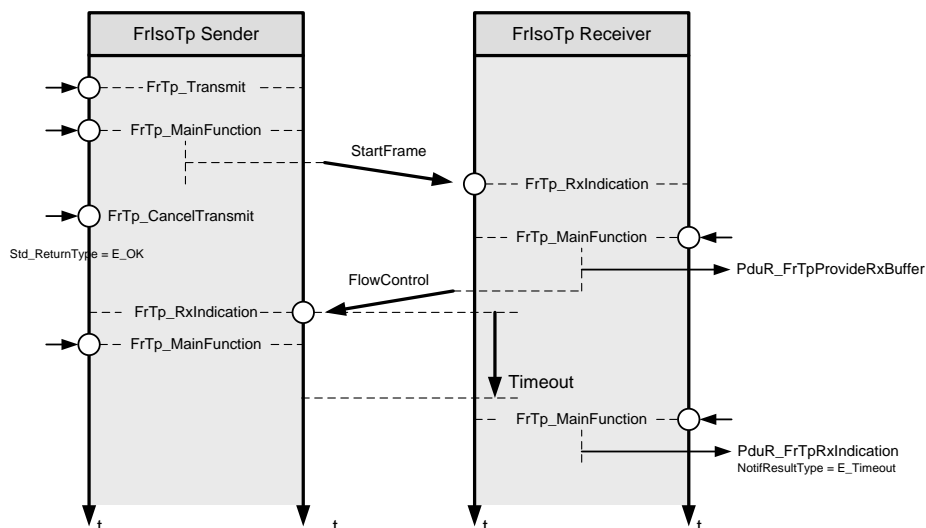 FrIsoTp Sender
FrIsoTp Receiver
FrTp_Transmit
FrTp_MainFunction
StartFrame
FrTp_RxIndication
FrTp_CancelTransmit
FrTp_MainFunction
Std_ReturnType = E_OK
PduR_FrTpProvideRxBuffer
FlowControl
FrTp_RxIndication
FrTp_MainFunction
Timeout
FrTp_MainFunction
PduR_FrTpRxIndication
NotifResultType = E_Timeout
t
t
t
t